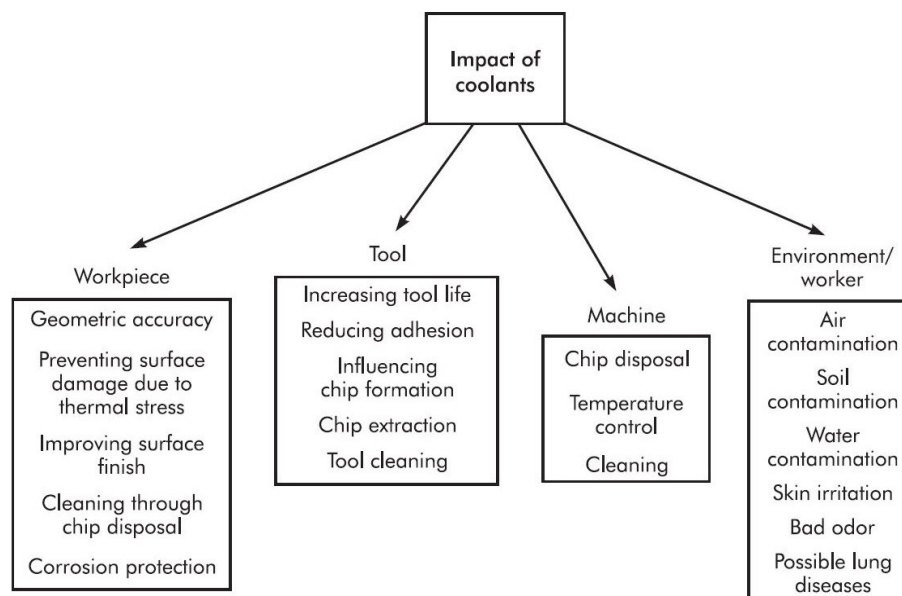 Impact of
coolants
Workpiece
Geometric accuracy
Preventing surface
damage due to
thermal stress
Improving surface
finish
Cleaning through
chip disposal
Corrosion protection
Tool
Increasing tool life
Reducing adhesion
Influencing
chip formation
Chip extraction
Tool cleaning
Machine
Chip disposal
Temperature
control
Cleaning
Environment/
worker
Air
contamination
Soil
contamination
Water
contamination
Skin irritation
Bad odor
Possible lung
diseases